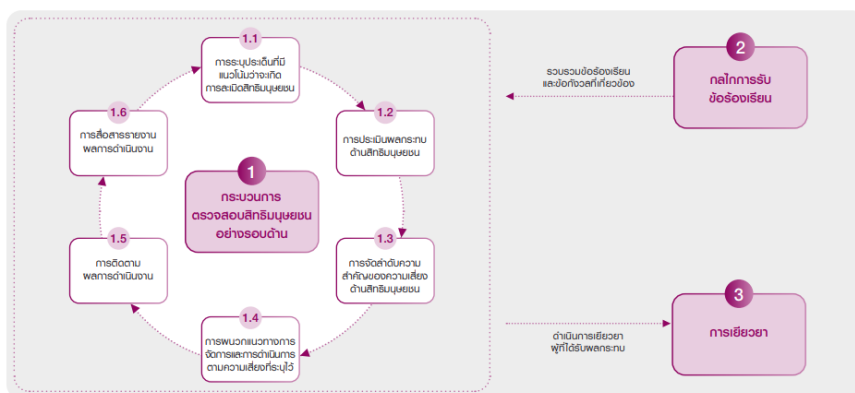 1.1
การระบุประเด็นที่มี
แนวโน้มว่าจะเกิด
การละเมิดสิทธิมนุษยชน
1.2
การประเมินผลกระทบ
ด้านสิทธิมนุษยชน
1.3
การจัดลำดับความ
สำคัญของความเสี่ยง
ด้านสิทธิมนุษยชน
1.4
การผนวกแนวทางการ
จัดการและการดำเนินการ
ตามความเสี่ยงที่ระบุไว้
1.5
การติดตาม
ผลการดำเนินงาน
1.6
การสื่อสารรายงาน
ผลการดำเนินงาน
1
กระบวนการ
ตรวจสอบสิทธิมนุษยชน
อย่างรอบด้าน
รวบรวมข้อร้องเรียน
และข้อกังวลที่เกี่ยวข้อง
2
กลไกการรับ
ข้อร้องเรียน
ดำเนินการเยียวยา
ผู้ที่ได้รับผลกระทบ
3
การเยียวยา